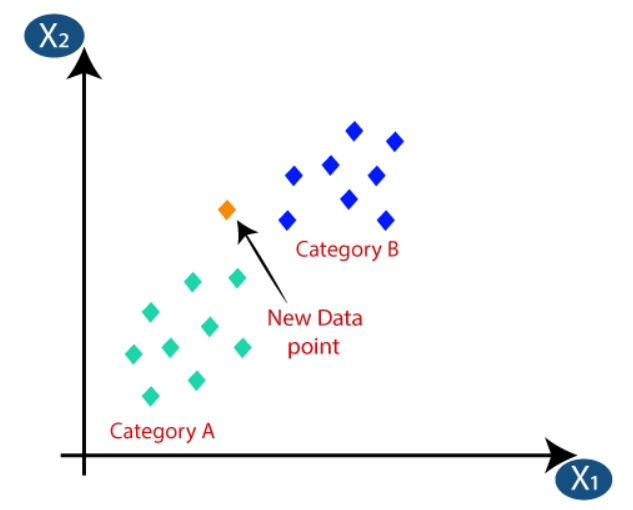 X2
Category B
New Data
point
Category A
X1